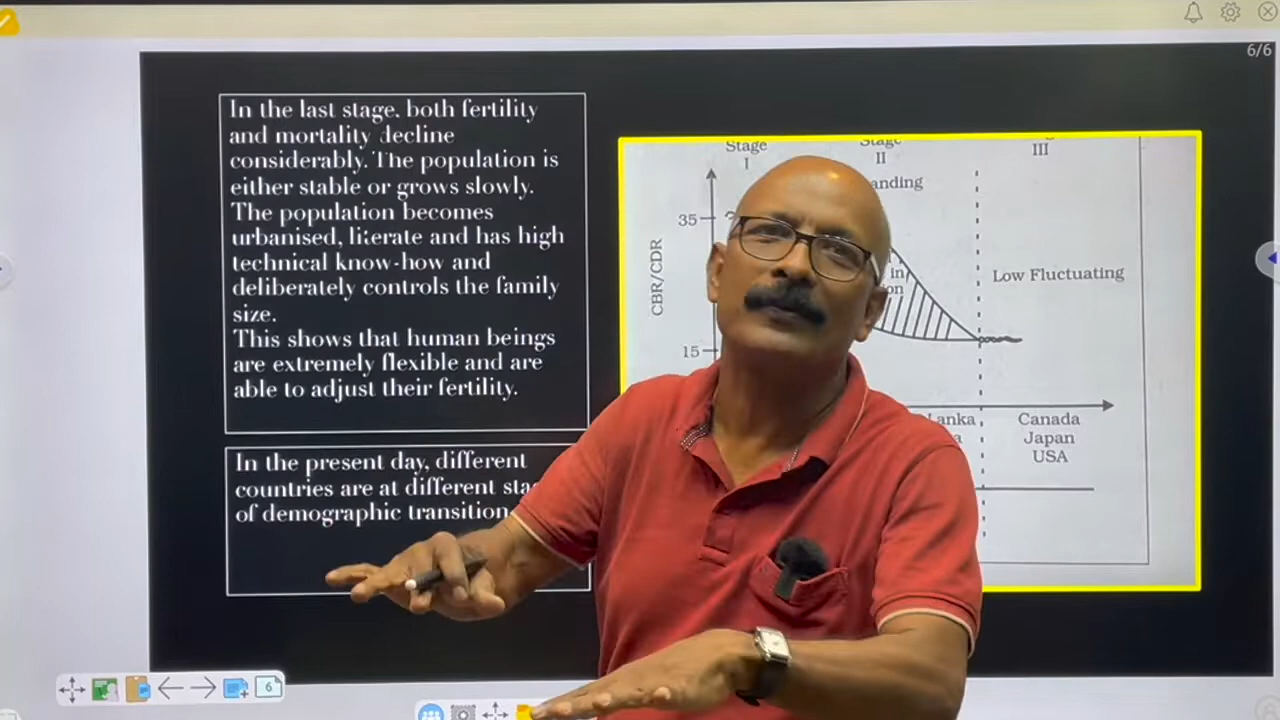 6/6
In the last stage. both fertility
and mortality decline
considerably. The population is
either stable or grows slowly.
The population becomes
urbanised, literate and has high
technical know-how and
deliberately controls the family
size.
This shows that human beings
are extremely flexible and are
able to adjust their fertility.
In the present day, different
countries are at different
of demographic transition
Stage
I
Stage
II
III
anding
35
CBR/CDR
in
Low Fluctuating
15
Lanka
Canada
Japan
USA
6